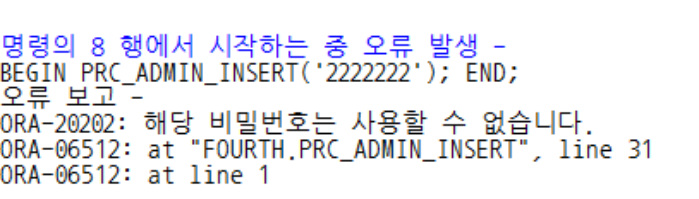 명령의 8 행에서 시작하는 중 오류 발생 -
BEGIN PRC_ADMIN_INSERT('2222222'); END;
오류 보고 -
ORA-20202: 해당 비밀번호는 사용할 수 없습니다.
ORA-06512: at "FOURTH.PRC_ADMIN_INSERT", line 31
ORA-06512: at line 1